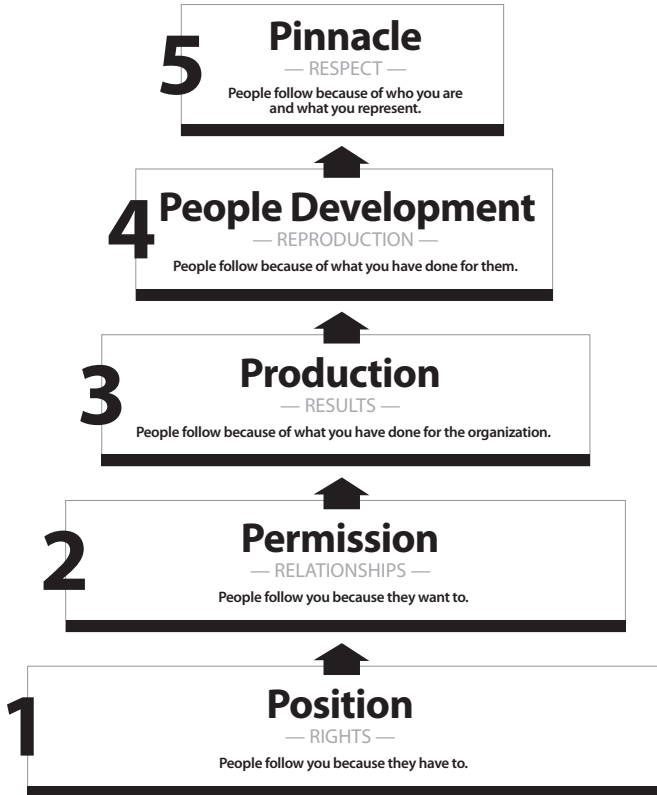 5
Pinnacle
— RESPECT —
People follow because of who you are
and what you represent.
4
People Development
— REPRODUCTION —
People follow because of what you have done for them.
3
Production
— RESULTS —
People follow because of what you have done for the organization.
2
Permission
— RELATIONSHIPS —
People follow you because they want to.
1
Position
— RIGHTS —
People follow you because they have to.